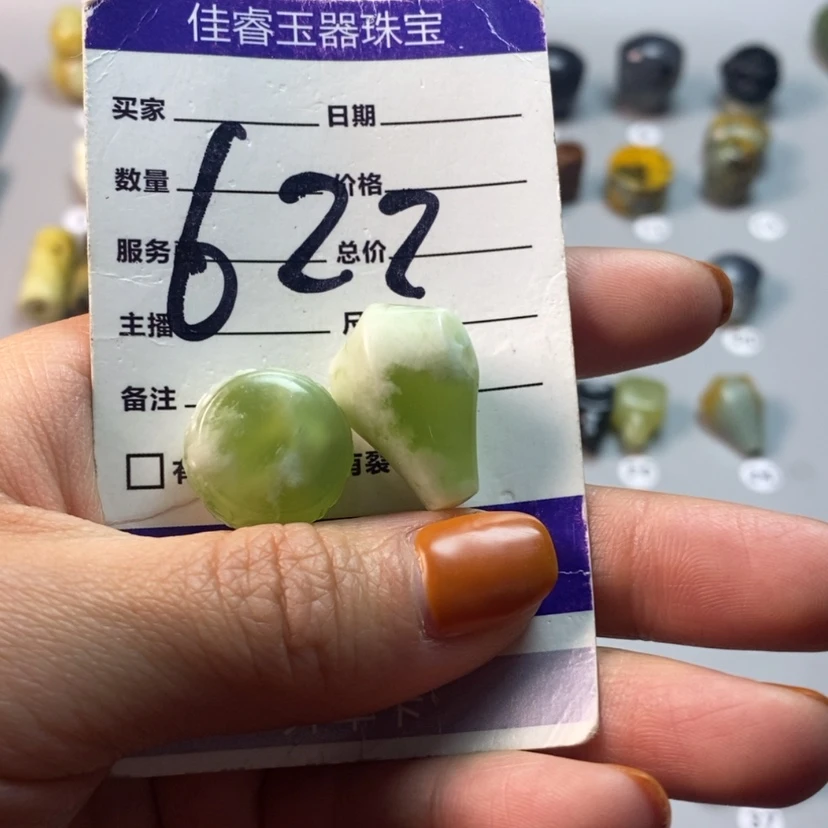 佳睿玉器珠宝
买家 日期
数量 价格
服务 总价
主播
备注
有裂
622